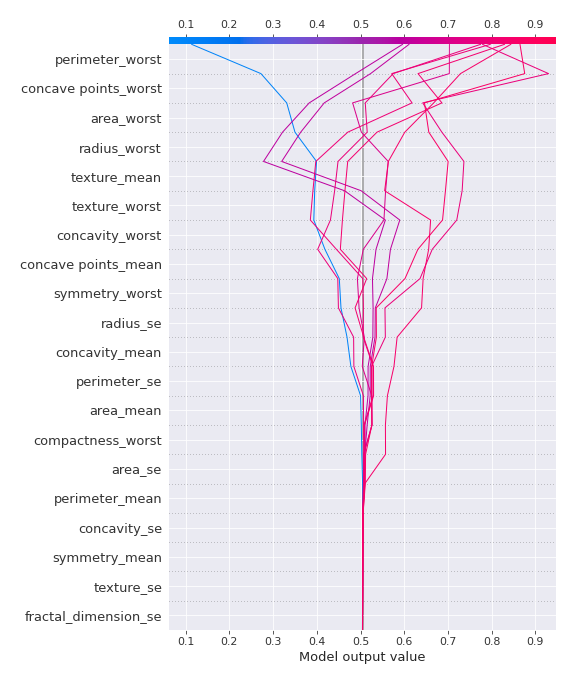 0.1 0.2 0.3 0.4 0.5 0.6 0.7 0.8 0.9
perimeter_worst
concave points_worst
area_worst
radius_worst
texture_mean
texture_worst
concavity_worst
concave points_mean
symmetry_worst
radius_se
concavity_mean
perimeter_se
area_mean
compactness_worst
area_se
perimeter_mean
concavity_se
symmetry_mean
texture_se
fractal_dimension_se
0.1 0.2 0.3 0.4 0.5 0.6 0.7 0.8 0.9
Model output value